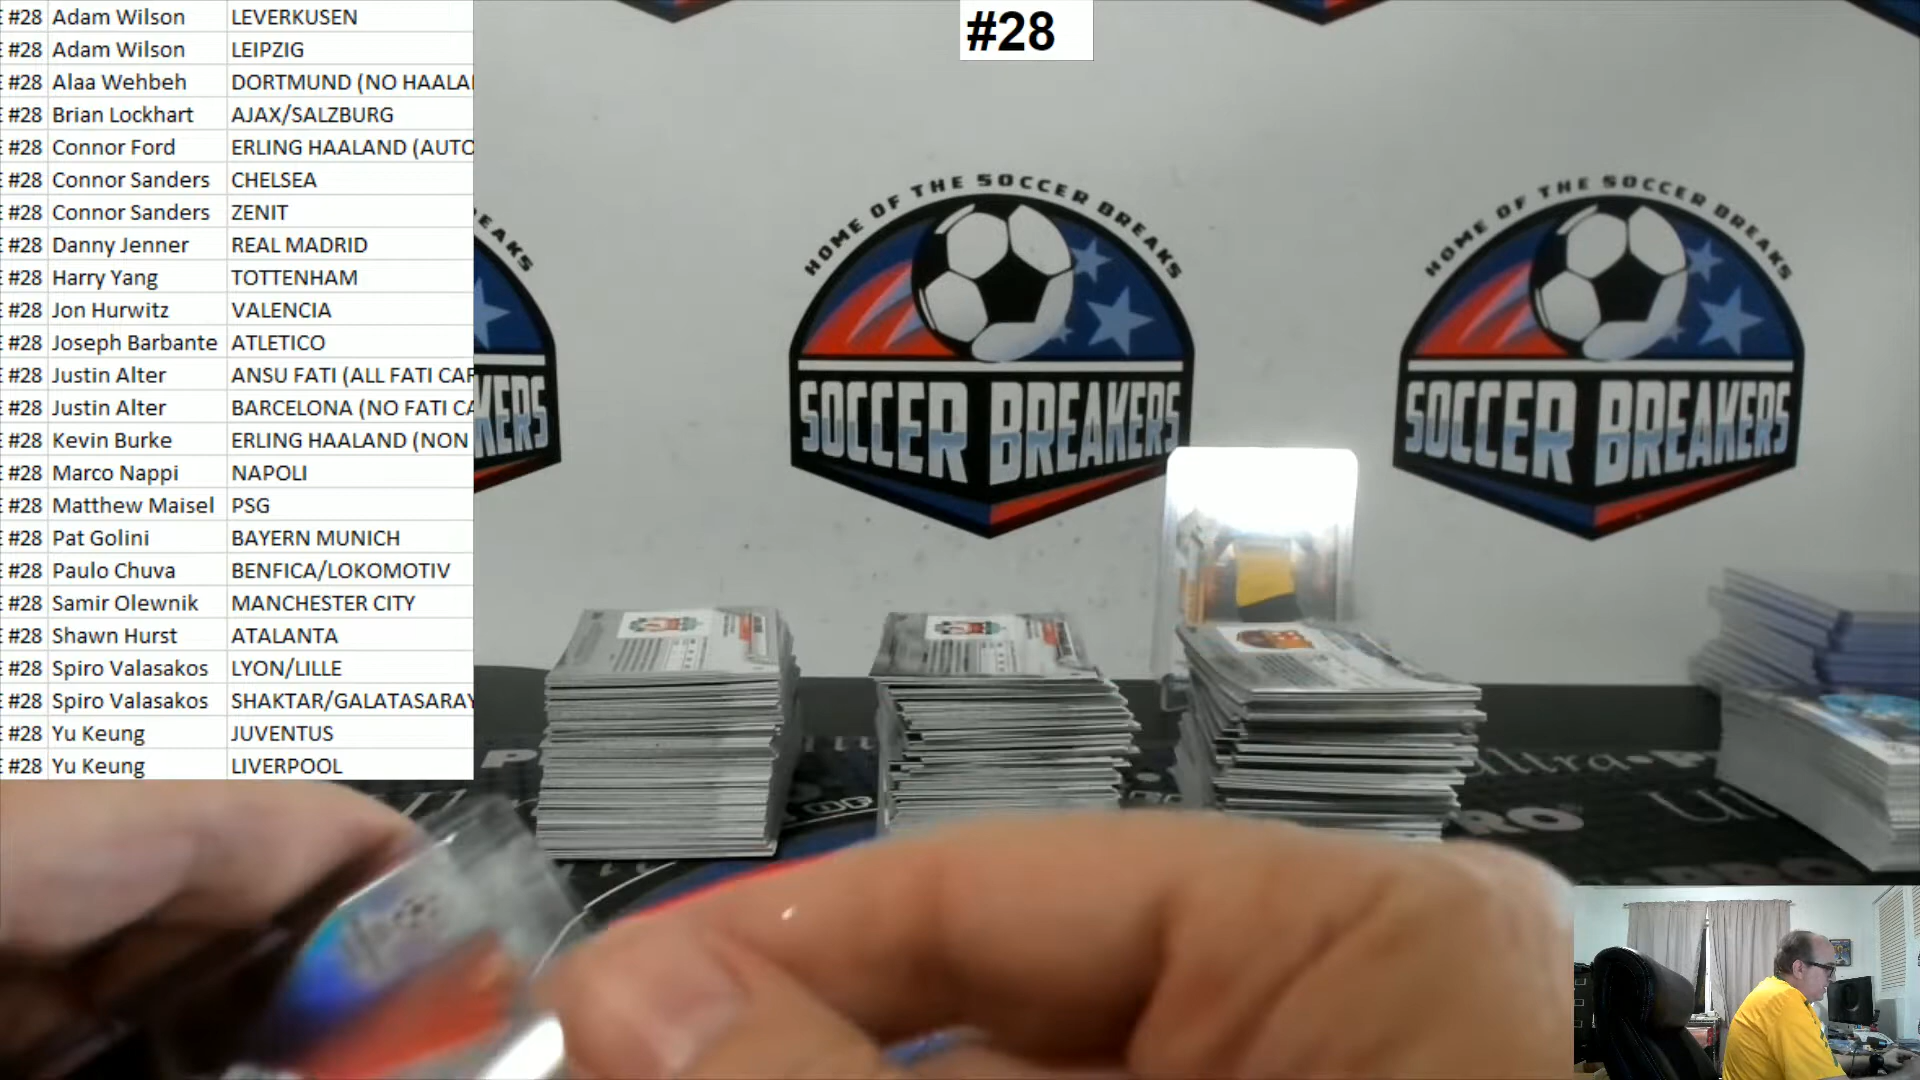 #28
E #28 Adam Wilson LEVERKUSEN
E #28 Adam Wilson LEIPZIG
E #28 Alaa Wehbeh DORTMUND (NO HAALA
E #28 Brian Lockhart AJAX/SALZBURG
E #28 Connor Ford ERLING HAALAND (AUTO
E #28 Connor Sanders CHELSEA
E #28 Connor Sanders ZENIT
E #28 Danny Jenner REAL MADRID
E #28 Harry Yang TOTTENHAM
E #28 Jon Hurwitz VALENCIA
E #28 Joseph Barbante ATLETICO
E #28 Justin Alter ANSU FATI (ALL FATI CAR
E #28 Justin Alter BARCELONA (NO FATI CA
E #28 Kevin Burke ERLING HAALAND (NON
E #28 Marco Nappi NAPOLI
E #28 Matthew Maisel PSG
E #28 Pat Golini BAYERN MUNICH
E #28 Paulo Chuva BENFICA/LOKOMOTIV
E #28 Samir Olewnik MANCHESTER CITY
E #28 Shawn Hurst ATALANTA
E #28 Spiro Valasakos LYON/LILLE
E #28 Spiro Valasakos SHAKTAR/GALATASARAY
E #28 Yu Keung JUVENTUS
E #28 Yu Keung LIVERPOOL
EAKS
KERS
HOME OF THE SOCCER BREAKS
SOCCER BREAKERS
HOME OF THE SOCCER BREAKS
SOCCER BREAKERS